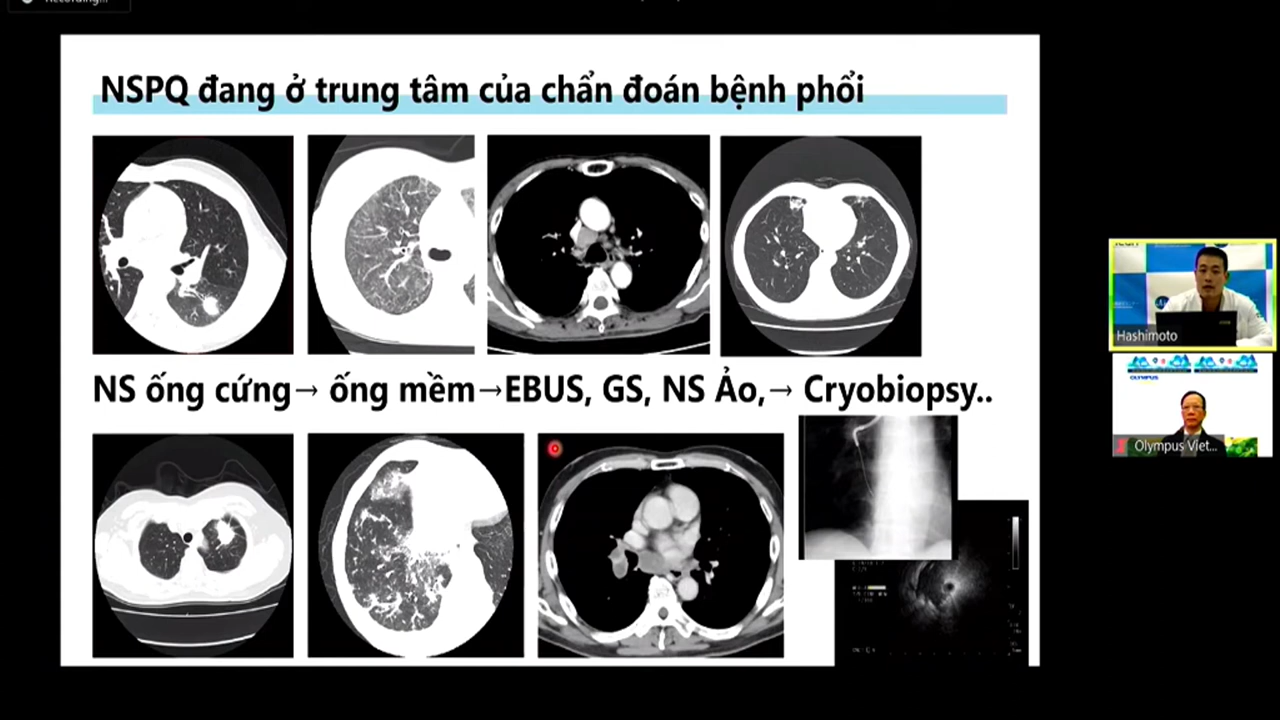 Recording...
NSPQ đang ở trung tâm của chẩn đoán bệnh phổi
NS ống cứng→ ống mềm→EBUS, GS, NS Ảo,→ Cryobiopsy..
Hashimoto
OLYMPUS
Olympus Viet...